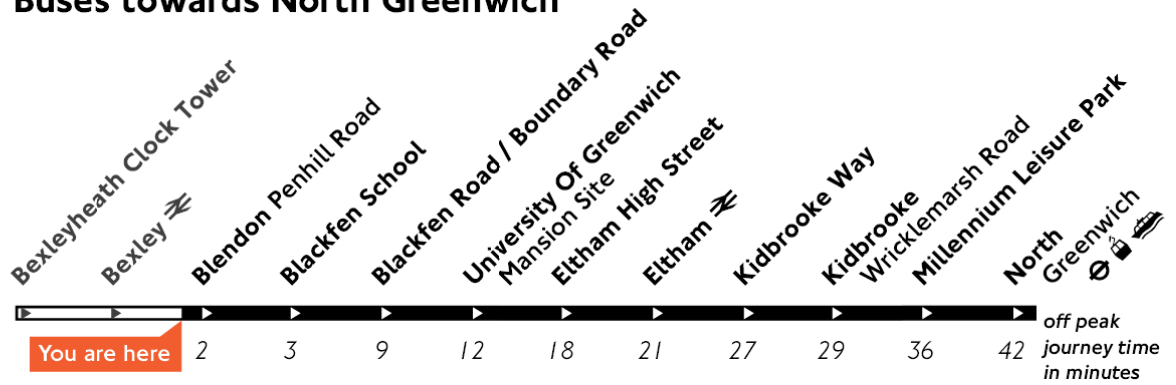 Buses towards North Greenwich
Bexleyheath Clock Tower
Bexley
Blendon Penhill Road
Blackfen School
Blackfen Road / Boundary Road
University Of Greenwich
Mansion Site
Eltham High Street
Eltham
Kidbrooke Way
Kidbrooke
Wricklemarsh Road
Millennium Leisure Park
North
Greenwich
You are here
2 3 9 12 18 21 27 29 36 42
off peak
journey time
in minutes